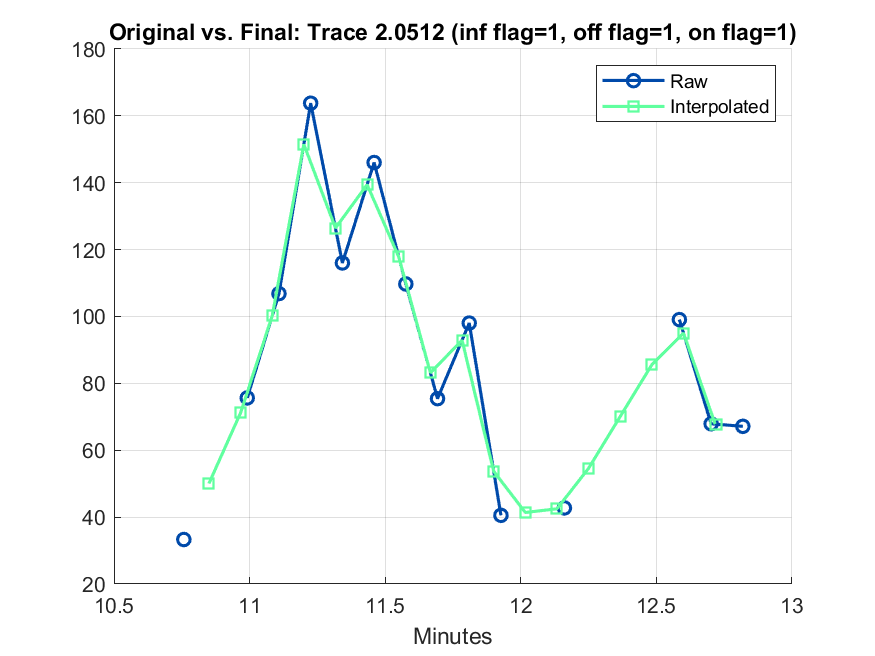 Original vs. Final: Trace 2.0512 (inf flag=1, off flag=1, on flag=1)
180
160
140
120
100
80
60
40
20
Raw
Interpolated
10.5 11 11.5 12 12.5 13
Minutes